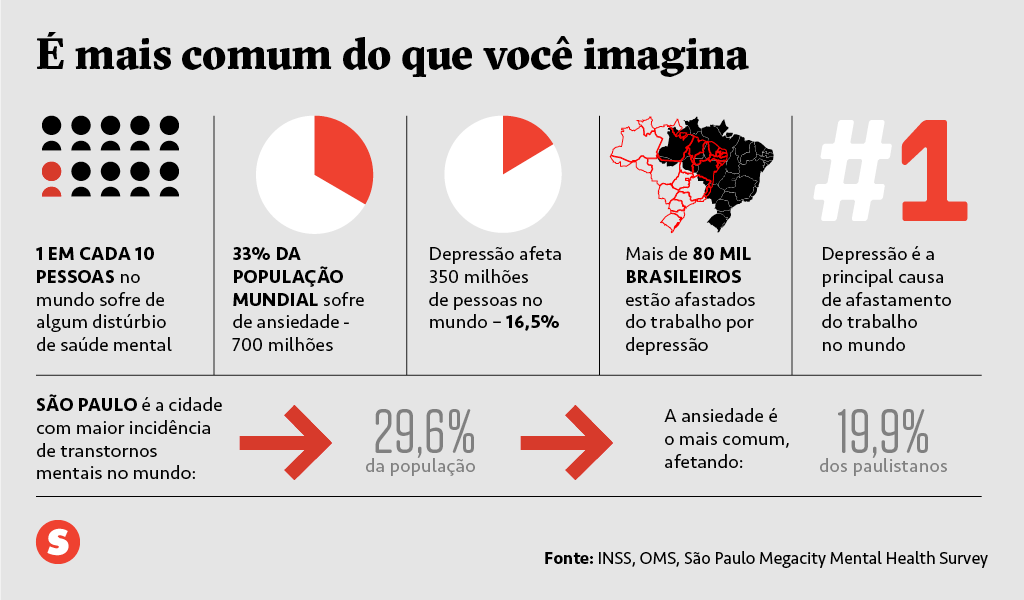 É mais comum do que você imagina
#1
1 EM CADA 10
PESSOAS no
mundo sofre de
algum distúrbio
de saúde mental
33% DA
POPULAÇÃO
MUNDIAL sofre
de ansiedade -
700 milhões
Depressão afeta
350 milhões
de pessoas no
mundo – 16,5%
Mais de 80 MIL
BRASILEIROS
estão afastados
do trabalho por
depressão
Depressão é a
principal causa
de afastamento
do trabalho
no mundo
SÃO PAULO é a cidade
com maior incidência
de transtornos
mentais no mundo:
29,6%
da população
A ansiedade é
o mais comum,
afetando:
19,9%
dos paulistanos
S
Fonte: INSS, OMS, São Paulo Megacity Mental Health Survey